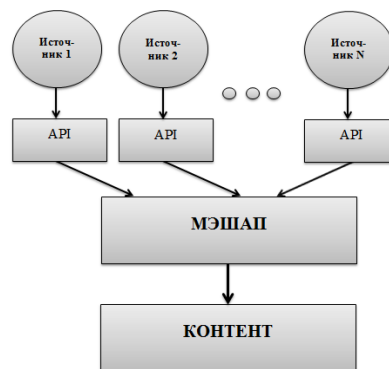 Источ-
ник 1
Источ-
ник 2
Источ-
ник N
API
API
API
МЭШАП
КОНТЕНТ